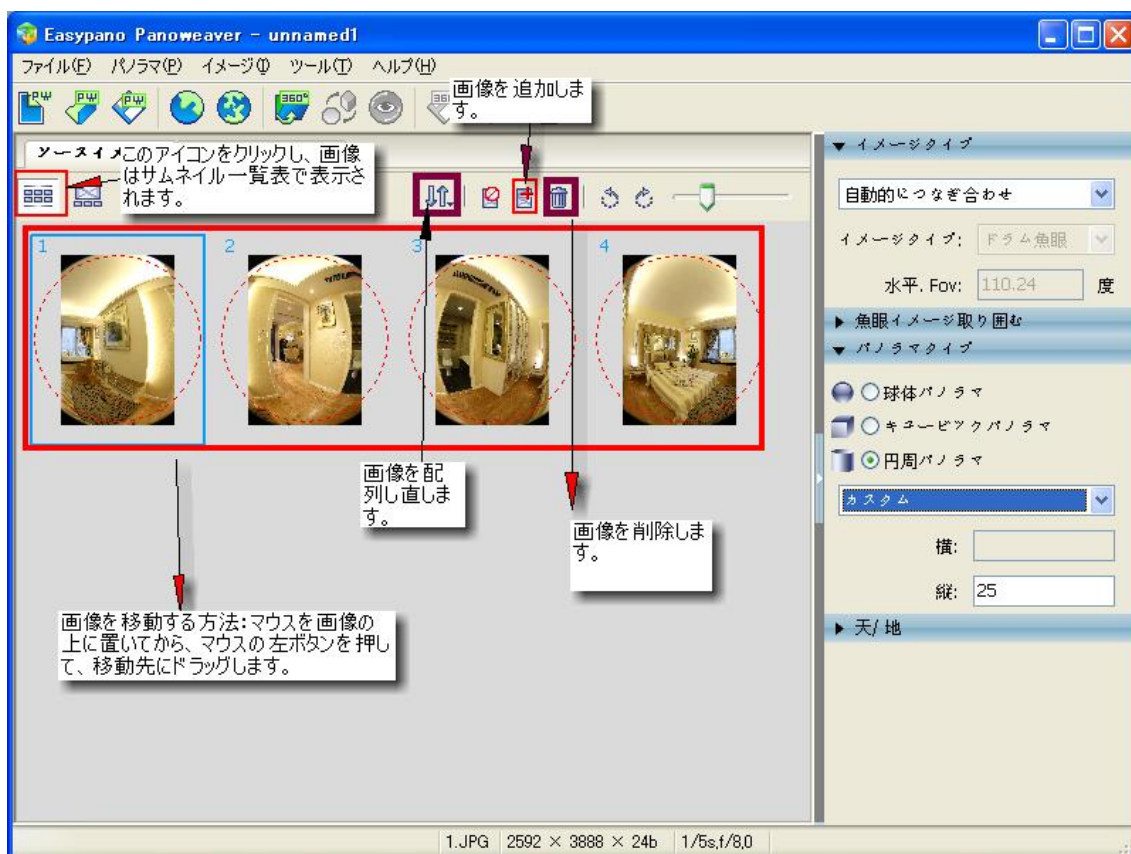 Easypano Panoweaver - unnamed1
ファイル(F) パノラマ(P) イメージ(I) ツール(T) ヘルプ(H)
画像を追加しま
す。
ソースイメ
このアイコンをクリックし、画像
はサムネイル一覧表で表示さ
れます。
1 2 3 4
画像を配
列し直しま
す。
画像を削除しま
す。
画像を移動する方法:マウスを画像の
上に置いてから、マウスの左ボタンを押し
て、移動先にドラッグします。
イメージタイプ
自動的につなぎ合わせ
イメージタイプ: ドラム魚眼
水平. Fov: 110.24 度
魚眼イメージ取り囲む
パノラマタイプ
球体パノラマ
キュービックパノラマ
円周パノラマ
カスタム
横:
縦: 25
天/地
1.JPG 2592 × 3888 × 24b 1/5s,f/8,0